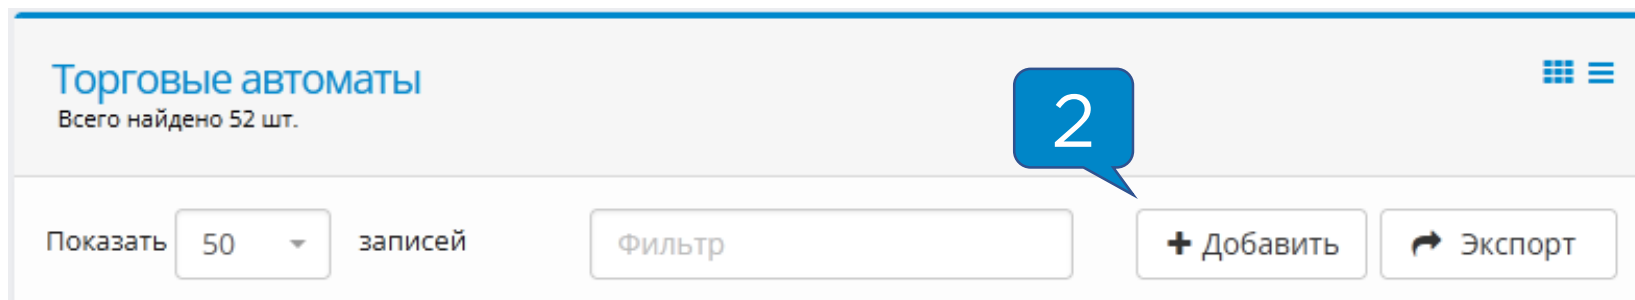 Торговые автоматы
Всего найдено 52 шт.
2
Показать 50 записей Фильтр Добавить Экспорт